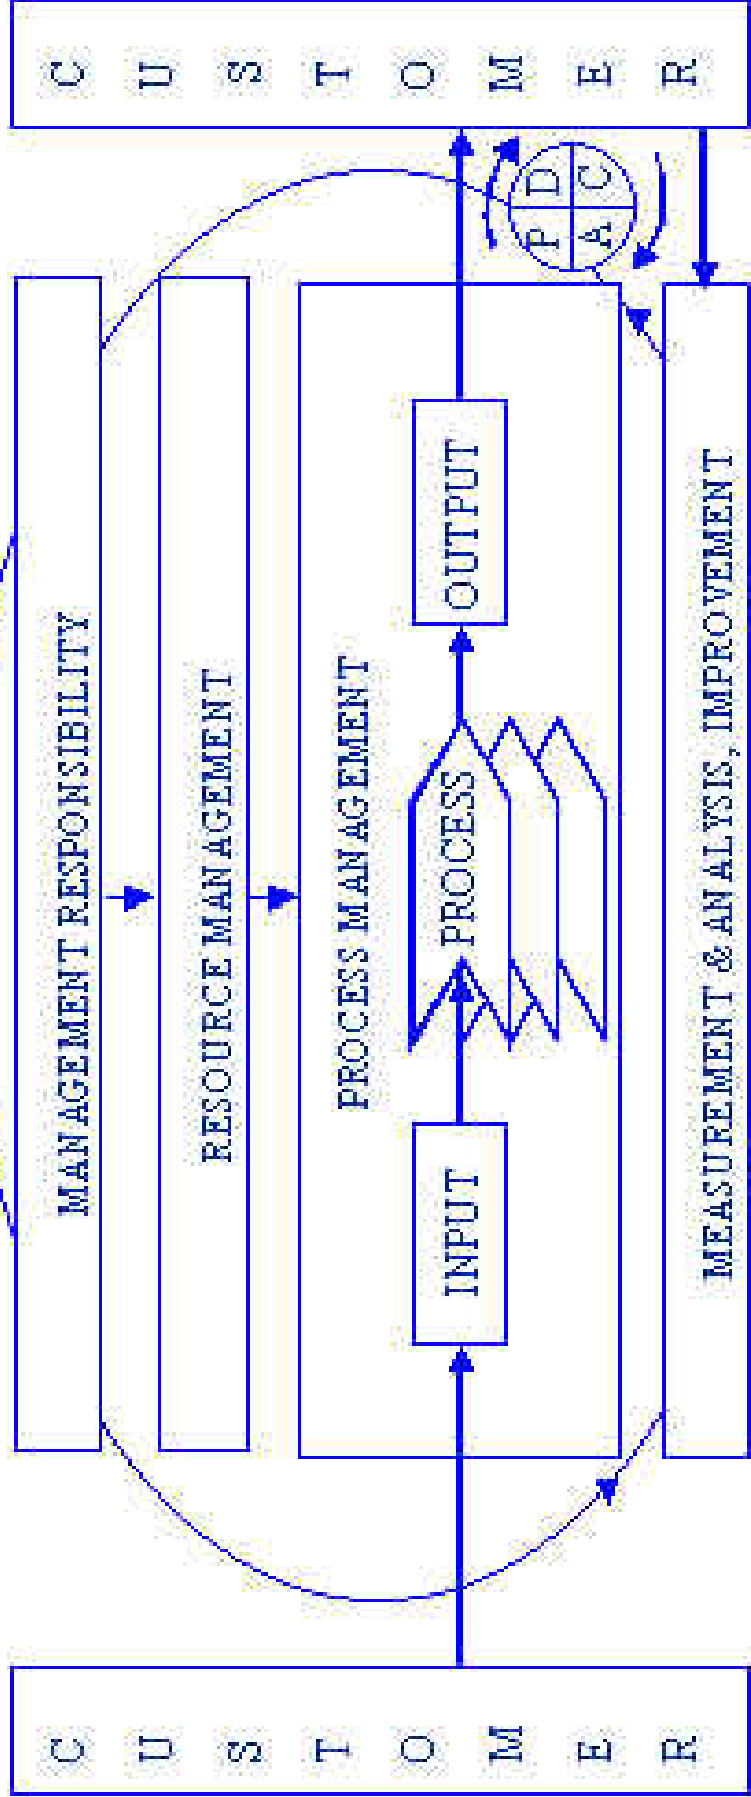 CUSTOMER
MANAGEMENT RESPONSIBILITY
RESOURCE MANAGEMENT
PROCESS MANAGEMENT
INPUT
PROCESS
OUTPUT
MEASUREMENT & ANALYSIS, IMPROVEMENT
P D
A C
CUSTOMER